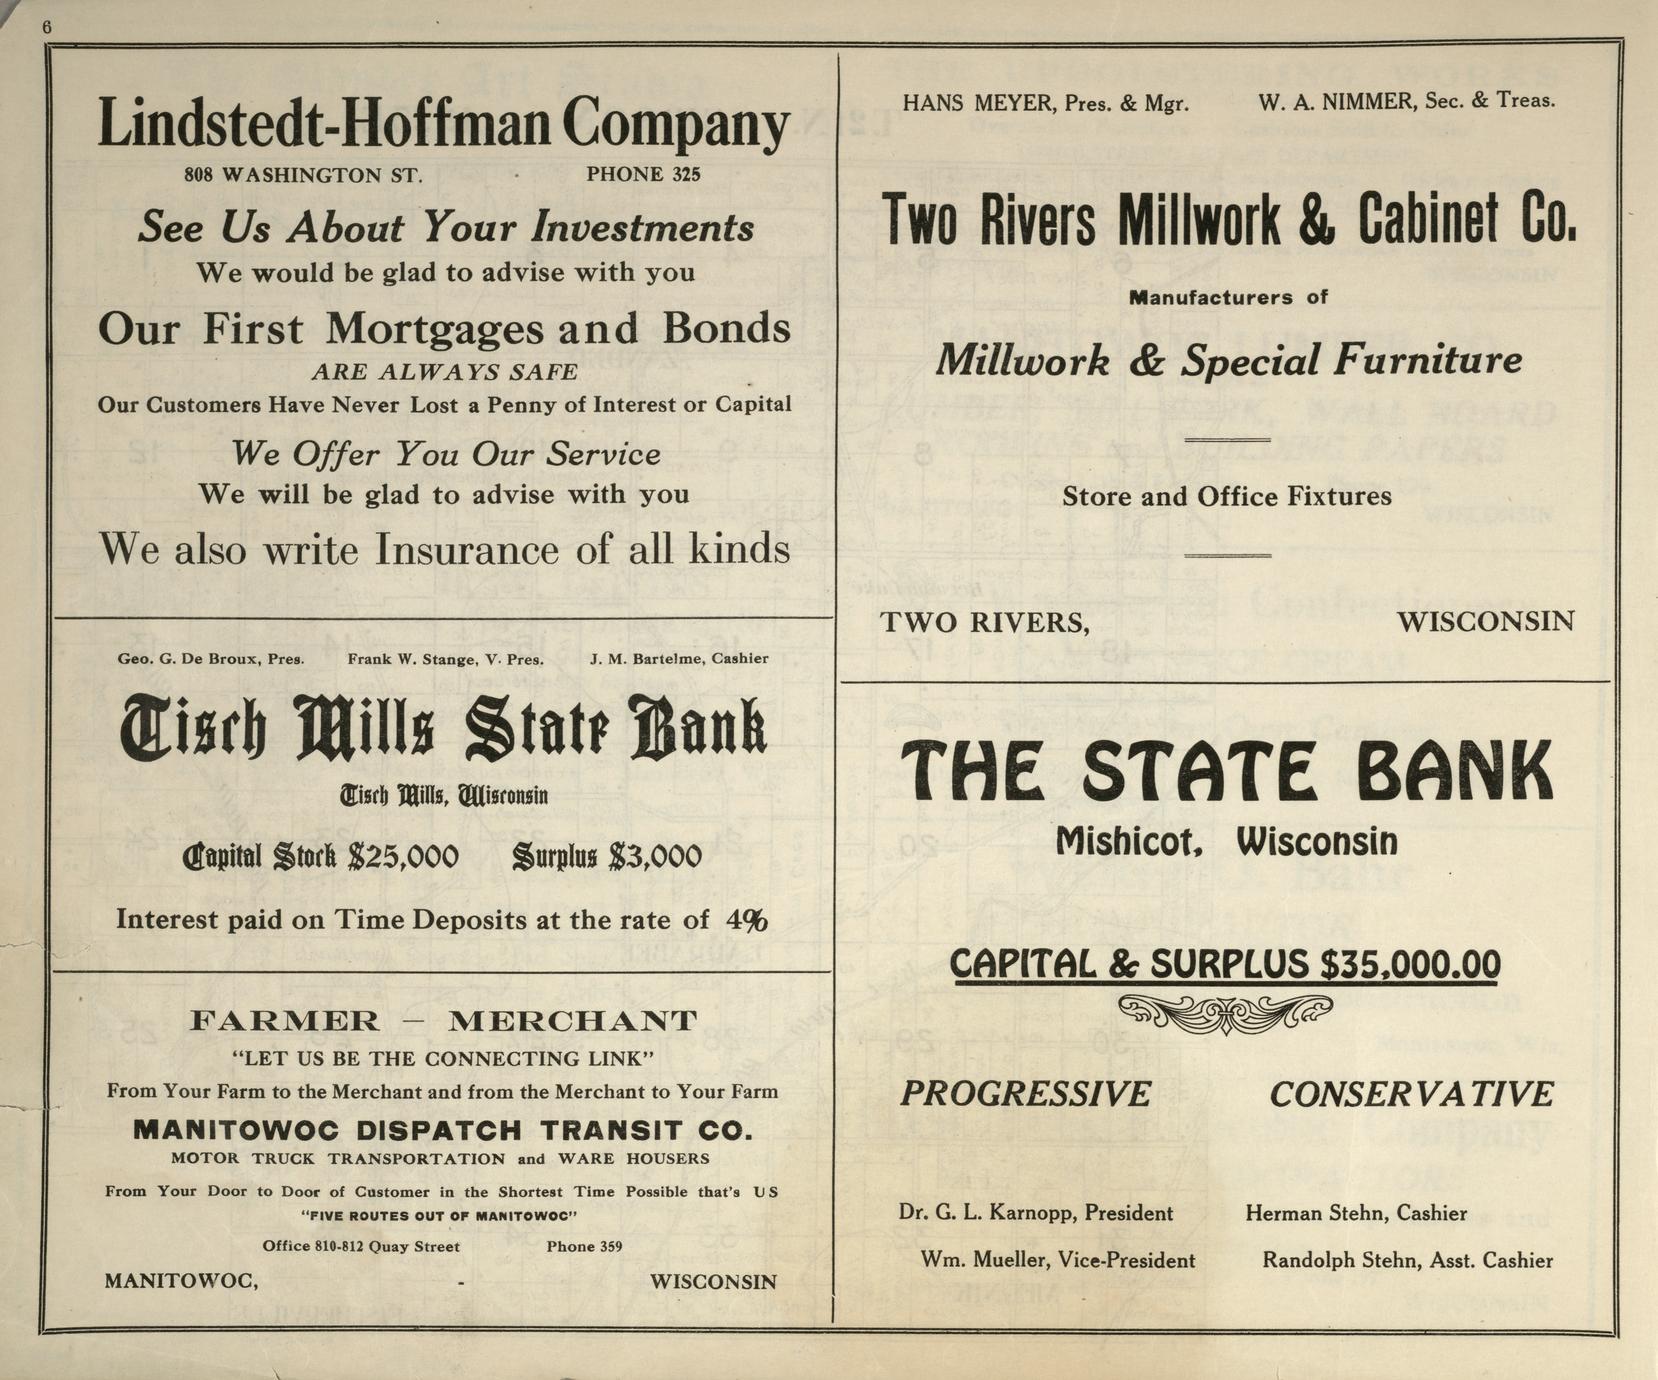 6
Lindstedt-Hoffman Company
808 WASHINGTON ST. PHONE 325
See Us About Your Investments
We would be glad to advise with you
Our First Mortgages and Bonds
ARE ALWAYS SAFE
Our Customers Have Never Lost a Penny of Interest or Capital
We Offer You Our Service
We will be glad to advise with you
We also write Insurance of all kinds
Geo. G. De Broux, Pres. Frank W. Stange, V. Pres. J. M. Bartelme, Cashier
Tisch Mills State Bank
Tisch Mills, Wisconsin
Capital Stock $25,000 Surplus $3,000
Interest paid on Time Deposits at the rate of 4%
FARMER – MERCHANT
“LET US BE THE CONNECTING LINK”
From Your Farm to the Merchant and from the Merchant to Your Farm
MANITOWOC DISPATCH TRANSIT CO.
MOTOR TRUCK TRANSPORTATION and WARE HOUSERS
From Your Door to Door of Customer in the Shortest Time Possible that's US
“FIVE ROUTES OUT OF MANITOWOC”
Office 810-812 Quay Street Phone 359
MANITOWOC, - WISCONSIN
HANS MEYER, Pres. & Mgr. W. A. NIMMER, Sec. & Treas.
Two Rivers Millwork & Cabinet Co.
Manufacturers of
Millwork & Special Furniture
Store and Office Fixtures
TWO RIVERS, WISCONSIN
THE STATE BANK
Mishicot, Wisconsin
CAPITAL & SURPLUS $35,000.00
PROGRESSIVE CONSERVATIVE
Dr. G. L. Karnopp, President Herman Stehn, Cashier
Wm. Mueller, Vice-President Randolph Stehn, Asst. Cashier